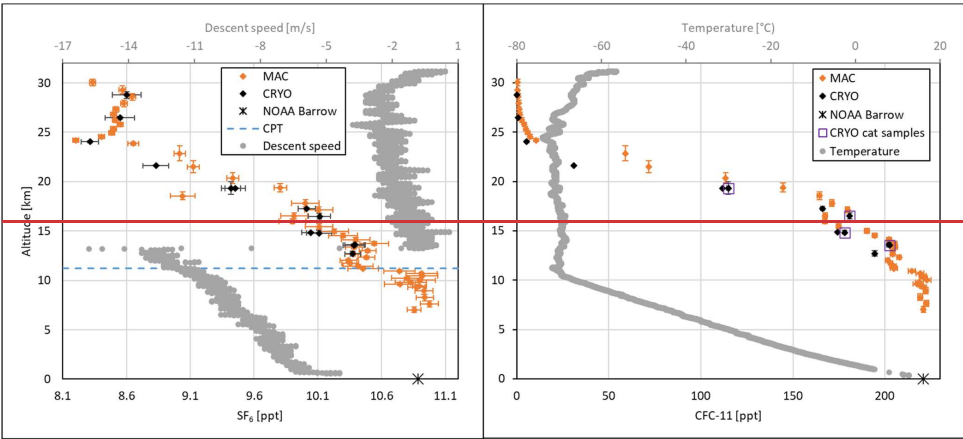 Descent speed [m/s]
-17 -14 -11 -8 -5 -2 1
MAC
CRYO
NOAA Barrow
CPT
Descent speed
Altitude [km]
30
25
20
15
10
5
0
8.1 8.6 9.1 9.6 10.1 10.6 11.1
SF6 [ppt]
Temperature [°C]
-80 -60 -40 -20 0 20
MAC
CRYO
NOAA Barrow
CRYO cat samples
Temperature
30
25
20
15
10
5
0
0 50 100 150 200
CFC-11 [ppt]